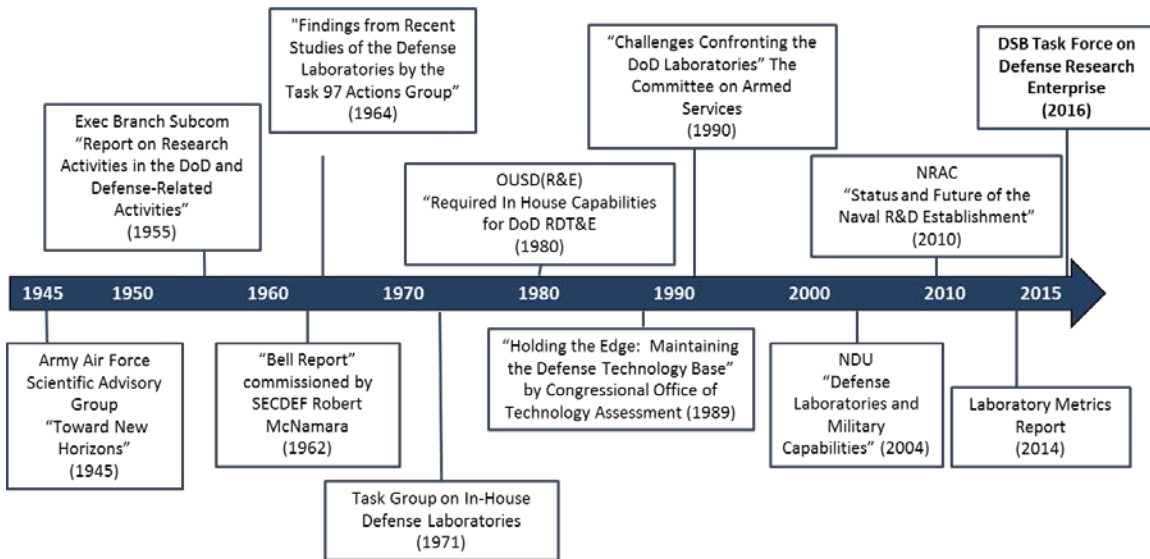 "Findings from Recent
Studies of the Defense
Laboratories by the
Task 97 Actions Group”
(1964)
“Challenges Confronting the
DoD Laboratories” The
Committee on Armed
Services
(1990)
DSB Task Force on
Defense Research
Enterprise
(2016)
Exec Branch Subcom
“Report on Research
Activities in the DoD and
Defense-Related
Activities”
(1955)
OUSD(R&E)
“Required In House Capabilities
for DoD RDT&E
(1980)
NRAC
“Status and Future of the
Naval R&D Establishment”
(2010)
1945 1950 1960 1970 1980 1990 2000 2010 2015
Army Air Force
Scientific Advisory
Group
“Toward New
Horizons”
(1945)
“Bell Report”
commissioned by
SECDEF Robert
McNamara
(1962)
“Holding the Edge: Maintaining
the Defense Technology Base”
by Congressional Office of
Technology Assessment (1989)
NDU
“Defense
Laboratories and
Military
Capabilities” (2004)
Laboratory Metrics
Report
(2014)
Task Group on In-House
Defense Laboratories
(1971)